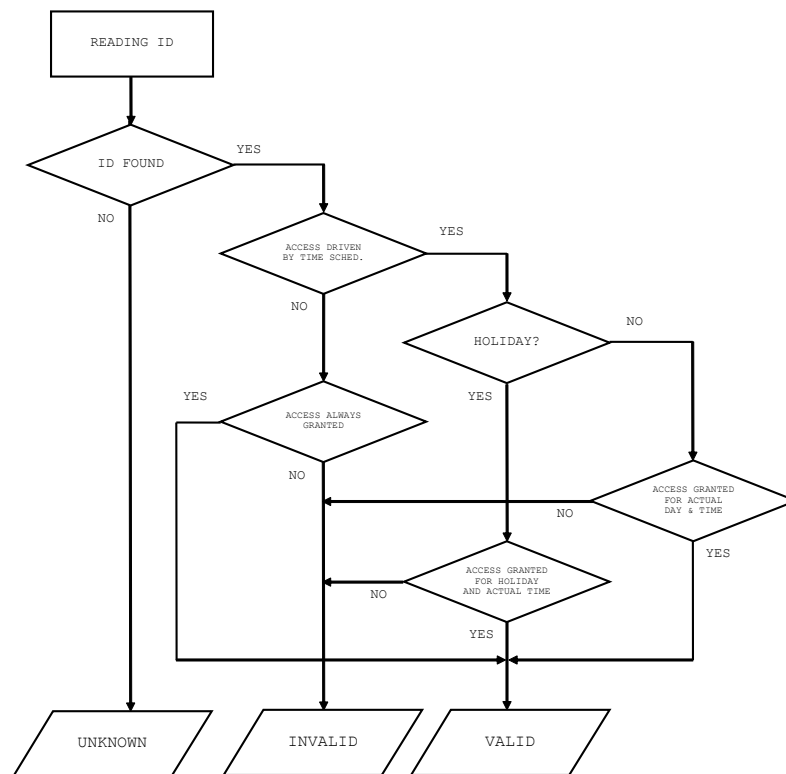 READING ID
YES
ID FOUND
NO
YES
ACCESS DRIVEN
BY TIME SCHED.
NO
NO
HOLIDAY?
YES
YES
ACCESS ALWAYS
GRANTED
NO
ACCESS GRANTED
FOR ACTUAL
DAY & TIME
NO
YES
ACCESS GRANTED
FOR HOLIDAY
AND ACTUAL TIME
NO
YES
UNKNOWN
INVALID
VALID